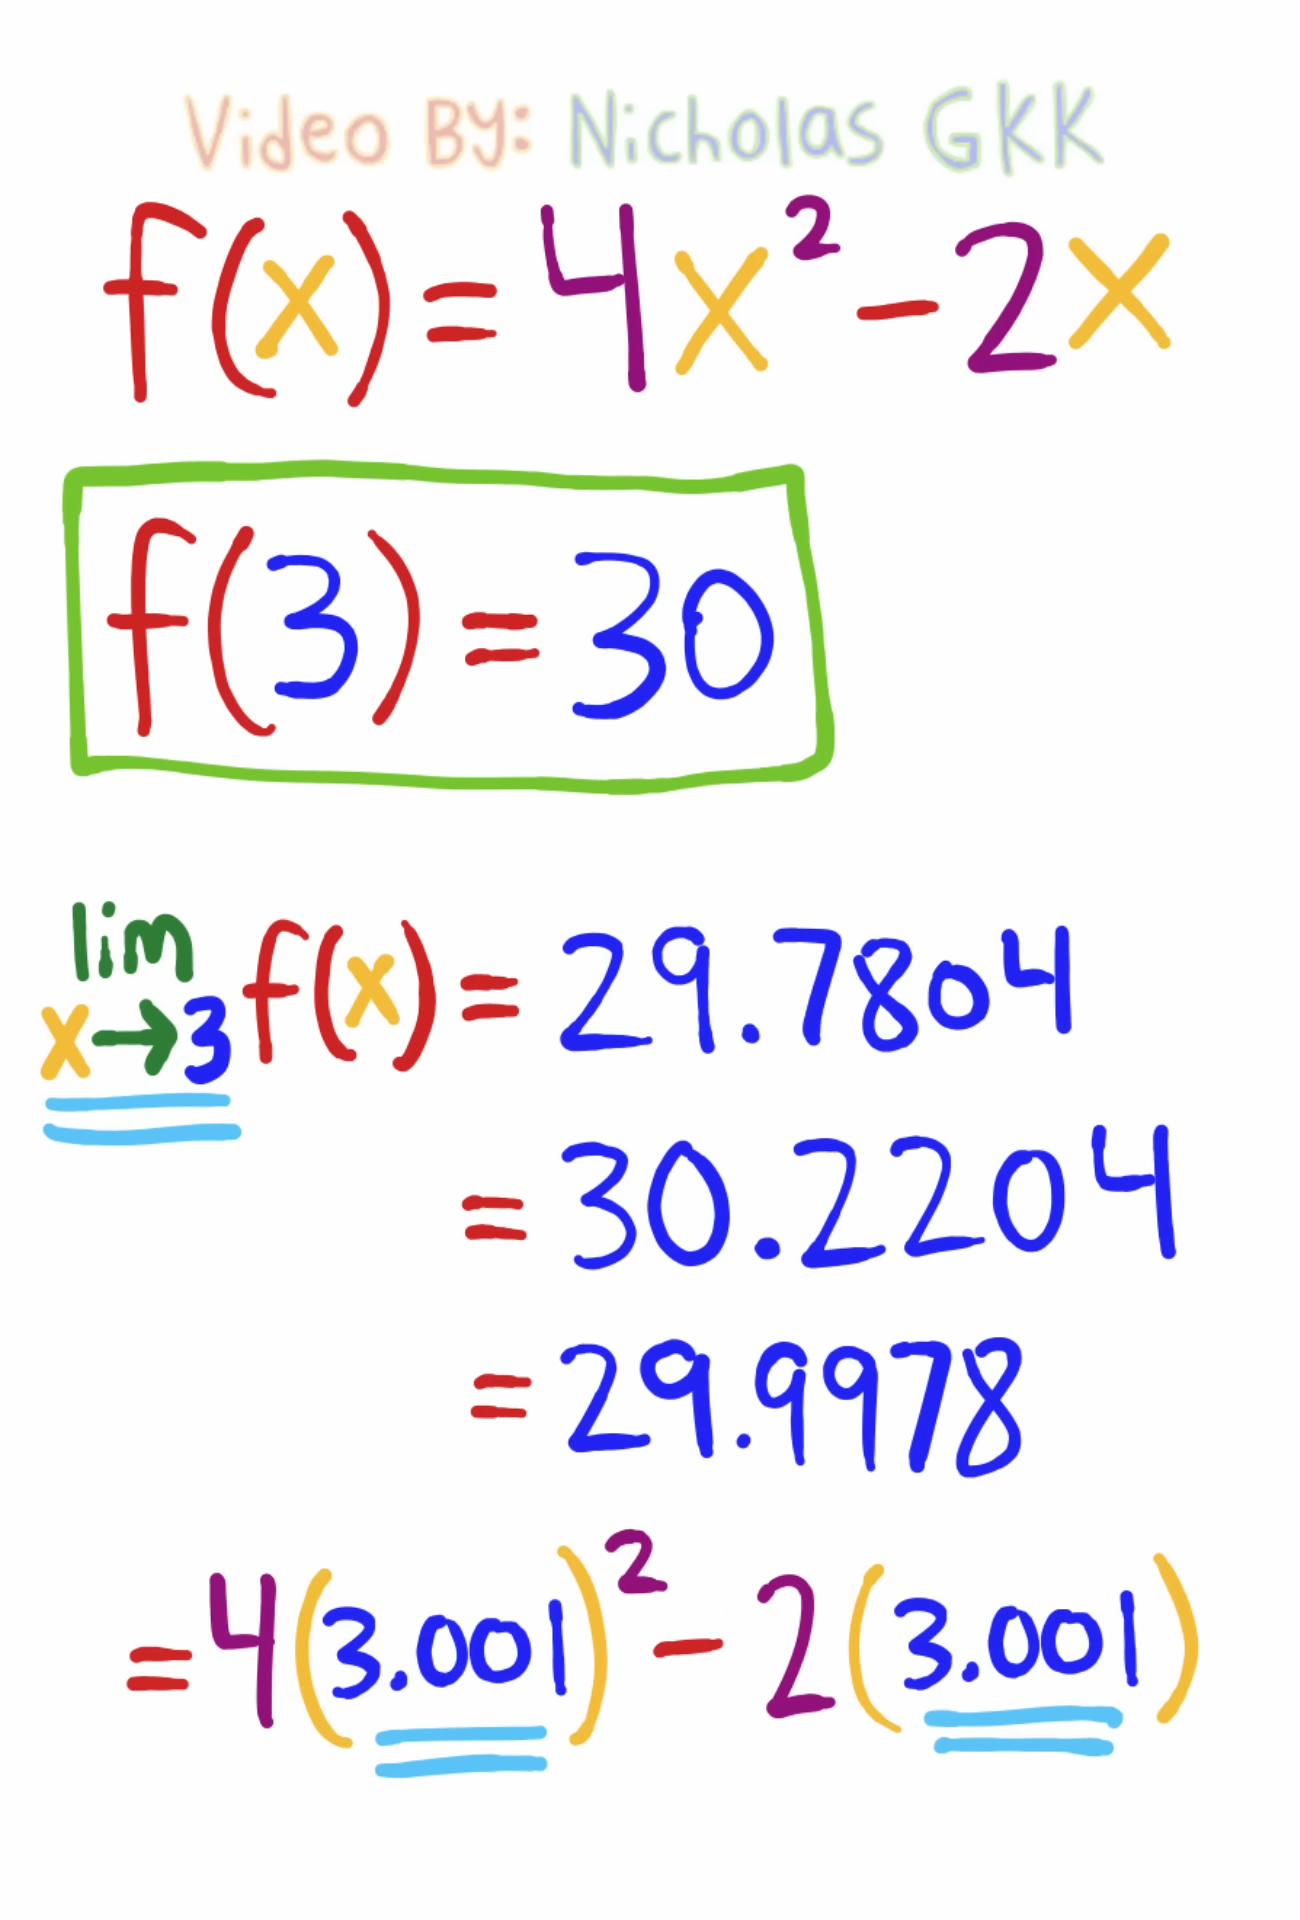 Video By: Nicholas GKK
f(x) = 4x² - 2x
f(3) = 30
lim x→3 f(x) = 29.7804
= 30.2204
= 29.9978
= 4(3.001)² - 2(3.001)